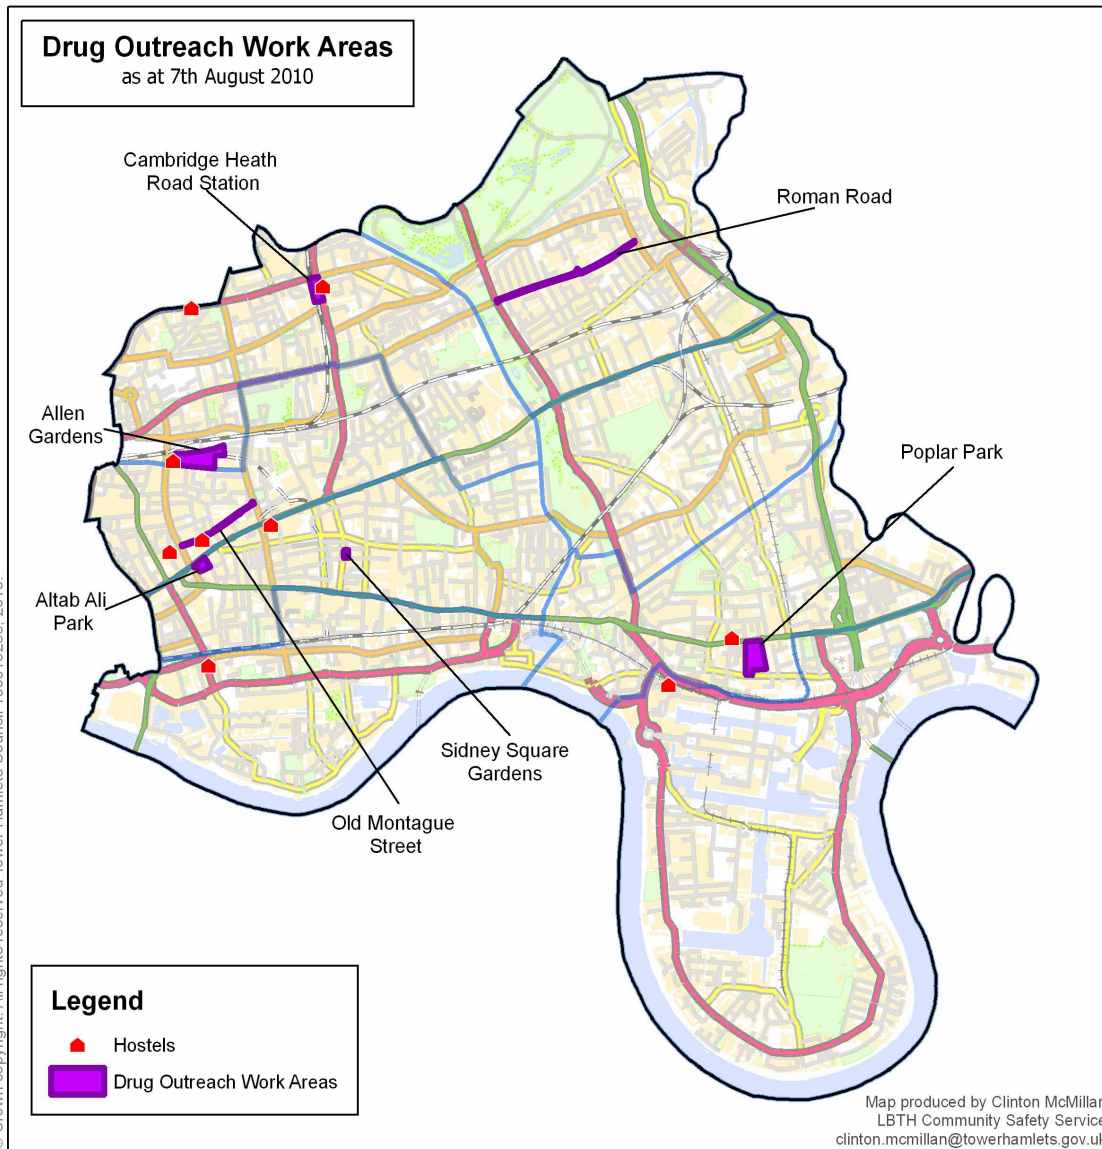 Drug Outreach Work Areas
as at 7th August 2010
Cambridge Heath
Road Station
Roman Road
Allen
Gardens
Poplar Park
Altab Ali
Park
Sidney Square
Gardens
Old Montague
Street
Legend
Hostels
Drug Outreach Work Areas
Map produced by Clinton McMillan
LBTH Community Safety Service
clinton.mcmillan@towerhamlets.gov.uk